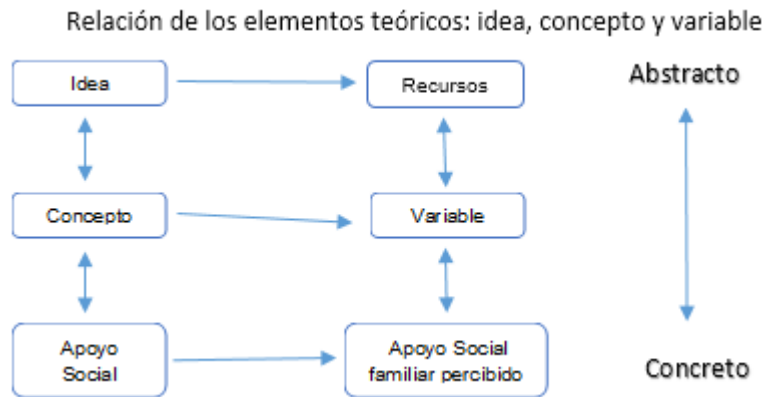 Relación de los elementos teóricos: idea, concepto y variable
Idea
Recursos
Abstracto
Concepto
Variable
Apoyo
Social
Apoyo Social
familiar percibido
Concreto